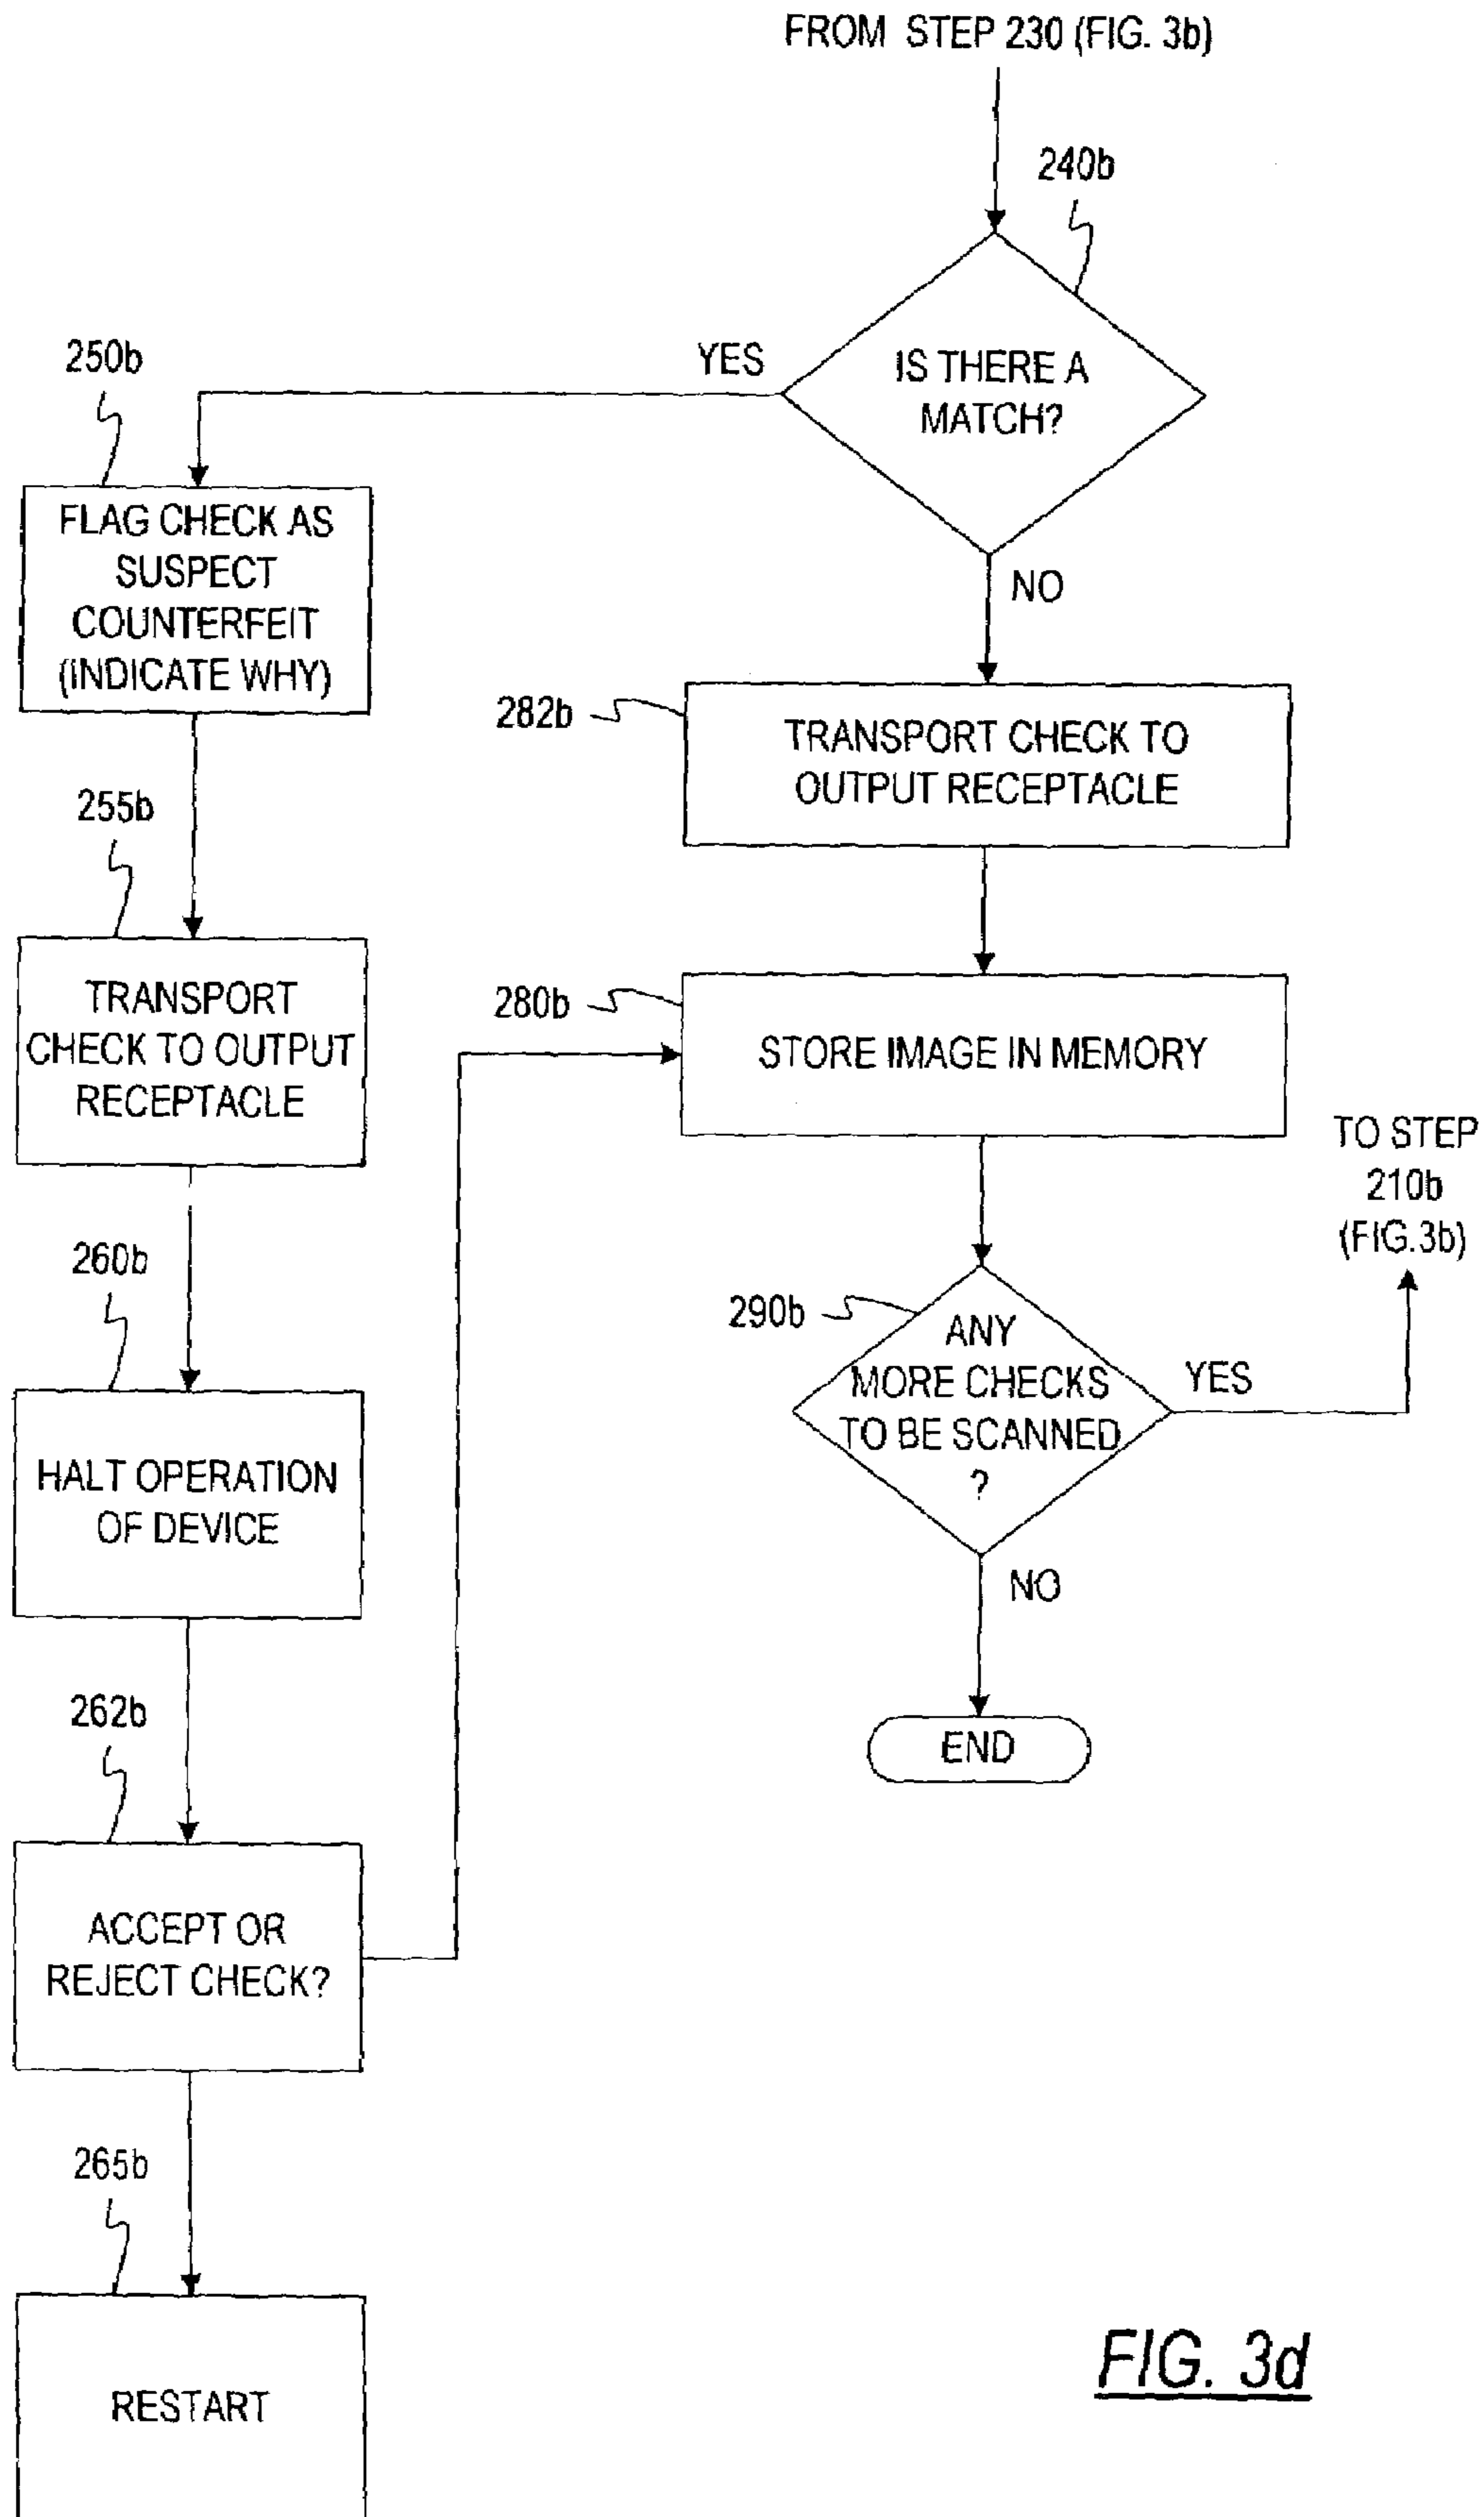 FROM STEP 230 (FIG. 3b)
240b
IS THERE A
MATCH?
YES
NO
250b
FLAG CHECK AS
SUSPECT
COUNTERFEIT
(INDICATE WHY)
282b
TRANSPORT CHECK TO
OUTPUT RECEPTACLE
255b
TRANSPORT
CHECK TO OUTPUT
RECEPTACLE
280b
STORE IMAGE IN MEMORY
TO STEP
210b
(FIG.3b)
260b
HALT OPERATION
OF DEVICE
290b
ANY
MORE CHECKS
TO BE SCANNED
?
YES
NO
END
262b
ACCEPT OR
REJECT CHECK?
265b
RESTART
FIG. 3d